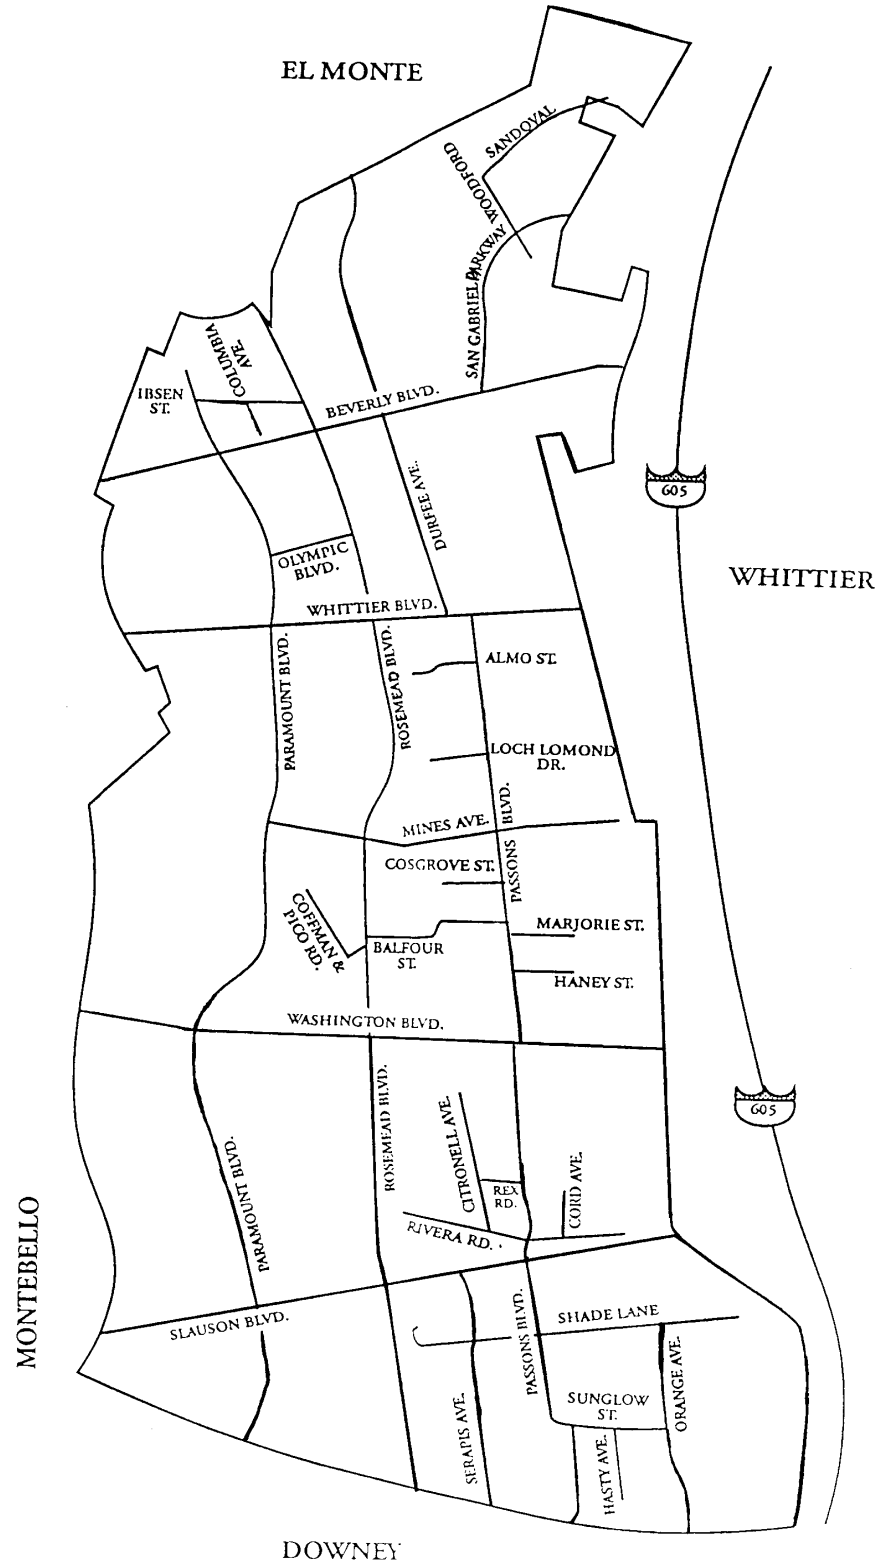 EL MONTE
SANDOVAL
WOODFORD
SAN GABRIEL PARKWAY
COLUMBIA
AVE.
IBSEN
ST.
BEVERLY BLVD.
DURFEE AVE.
605
OLYMPIC
BLVD.
WHITTIER
WHITTIER BLVD.
PARAMOUNT BLVD.
ROSEMEAD BLVD.
ALMO ST.
LOCH LOMOND
DR.
MINES AVE.
PASSONS BLVD.
COSGROVE ST.
COFFMAN &
PICO RD.
BALFOUR
ST.
MARJORIE ST.
HANEY ST.
WASHINGTON BLVD.
605
ROSEMEAD BLVD.
CITRONELL AVE.
PARAMOUNT BLVD.
REX
RD.
CORD AVE.
RIVERA RD.
MONTEBELLO
SLAUSON BLVD.
PASSONS BLVD.
SHADE LANE
ORANGE AVE.
SERAPIS AVE.
SUNGLOW
ST.
HASTY AVE.
DOWNEY